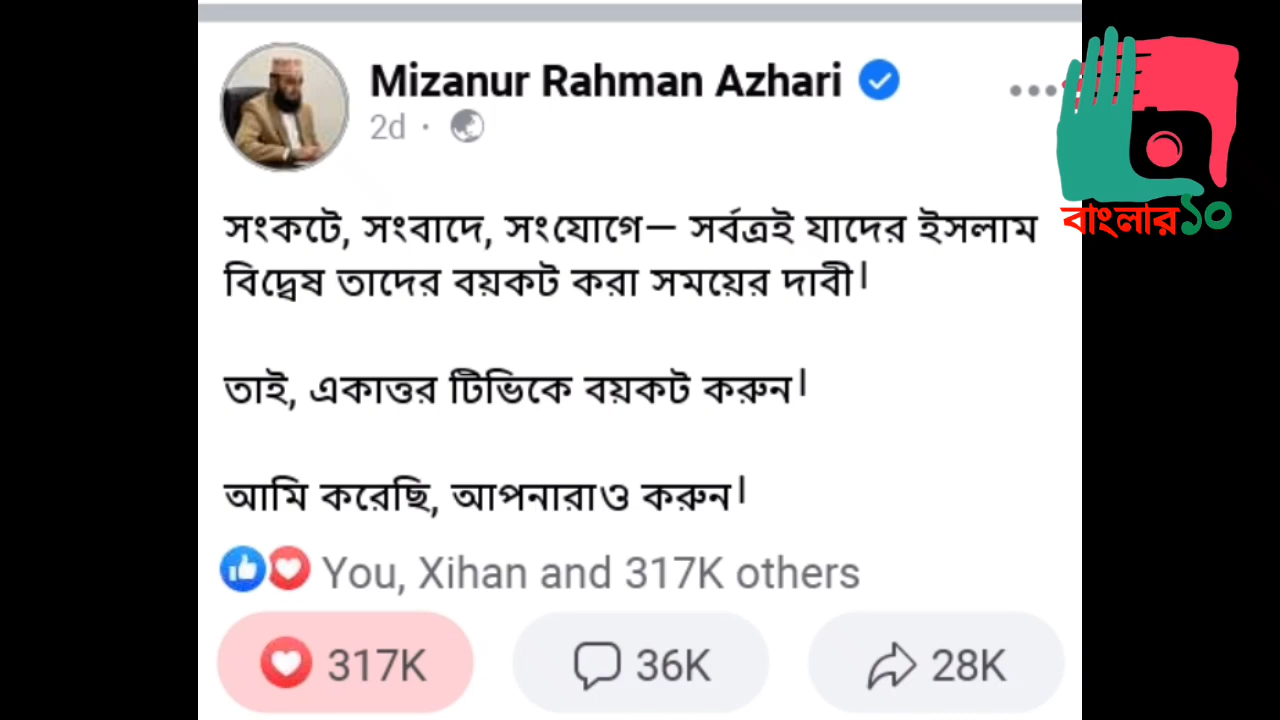 Mizanur Rahman Azhari
2d ·
বাংলার১০
সংকটে, সংবাদে, সংযোগে— সর্বত্রই যাদের ইসলাম
বিদ্বেষ তাদের বয়কট করা সময়ের দাবী।
তাই, একাত্তর টিভিকে বয়কট করুন।
আমি করেছি, আপনারাও করুন।
You, Xihan and 317K others
317K 36K 28K